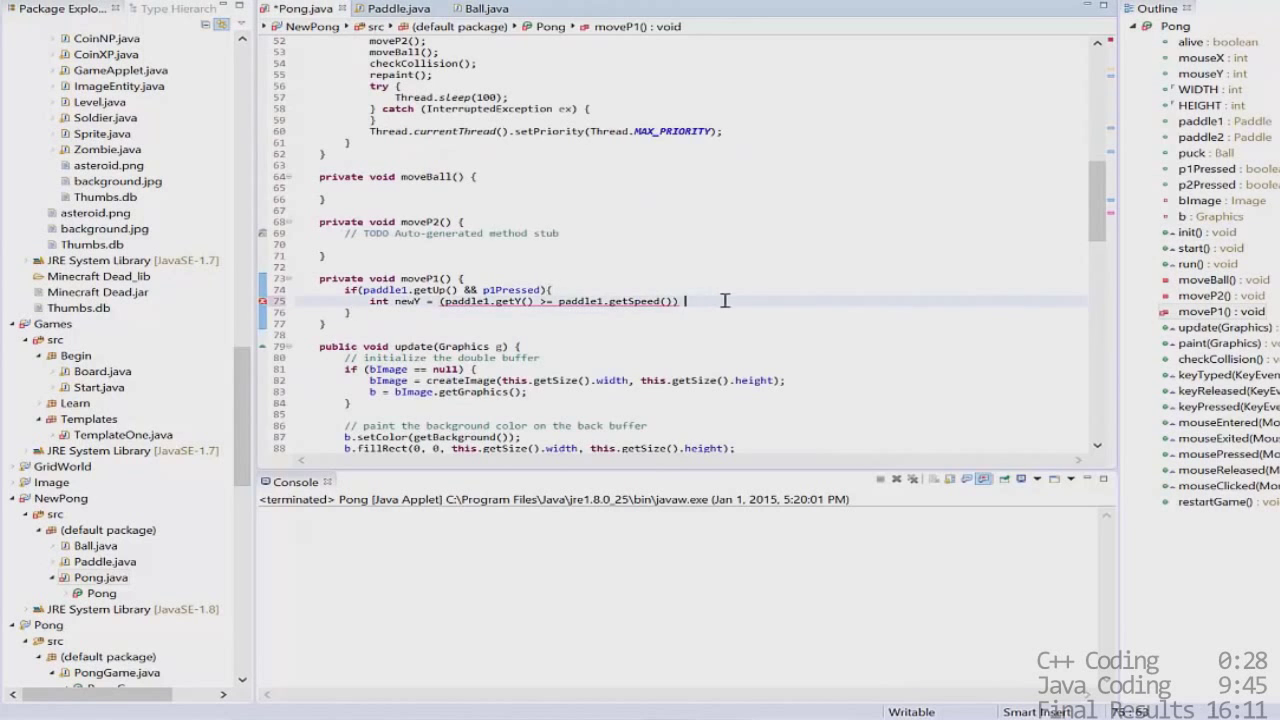 Package Explo...
Type Hierarch
CoinNP.java
CoinXP.java
GameApplet.java
ImageEntity.java
Level.java
Soldier.java
Sprite.java
Zombie.java
asteroid.png
background.jpg
Thumbs.db
asteroid.png
background.jpg
Thumbs.db
JRE System Library [JavaSE-1.7]
Minecraft Dead_lib
Minecraft Dead.jar
Thumbs.db
Games
src
Begin
Board.java
Start.java
Learn
Templates
TemplateOne.java
JRE System Library [JavaSE-1.7]
GridWorld
Image
NewPong
src
(default package)
Ball.java
Paddle.java
Pong.java
Pong
JRE System Library [JavaSE-1.8]
Pong
src
(default package)
PongGame.java
*Pong.java
Paddle.java
Ball.java
NewPong
src
(default package)
Pong
moveP1() : void
52 moveP2();
53 moveBall();
54 checkCollision();
55 repaint();
56 try {
57 Thread.sleep(100);
58 } catch (InterruptedException ex) {
59 }
60 Thread.currentThread().setPriority(Thread.MAX_PRIORITY);
61 }
62 }
63
64 private void moveBall() {
65
66 }
67
68 private void moveP2() {
69 // TODO Auto-generated method stub
70
71 }
72
73 private void moveP1() {
74 if(paddle1.getUp() && p1Pressed){
75 int newY = (paddle1.getY() >= paddle1.getSpeed())
76 }
77 }
78
79 public void update(Graphics g) {
80 // initialize the double buffer
81 if (bImage == null) {
82 bImage = createImage(this.getSize().width, this.getSize().height);
83 b = bImage.getGraphics();
84 }
85
86 // paint the background color on the back buffer
87 b.setColor(getBackground());
88 b.fillRect(0, 0, this.getSize().width, this.getSize().height);
Console
<terminated> Pong [Java Applet] C:\Program Files\Java\jre1.8.0_25\bin\javaw.exe (Jan 1, 2015, 5:20:01 PM)
Outline
Pong
alive : boolean
mouseX : int
mouseY : int
WIDTH : int
HEIGHT : int
paddle1 : Paddle
paddle2 : Paddle
puck : Ball
p1Pressed : boolea
p2Pressed : boolea
bImage : Image
b : Graphics
init() : void
start() : void
run() : void
moveBall() : void
moveP2() : void
moveP1() : void
update(Graphics)
paint(Graphics) :
checkCollision() :
keyTyped(KeyEven
keyReleased(KeyE
keyPressed(KeyEv
mouseEntered(Mo
mouseExited(Mou
mousePressed(Mo
mouseReleased(M
mouseClicked(Mo
restartGame() : vo
C++ Coding 0:28
Java Coding 9:45
Final Results 16:11
Writable
Smart Insert